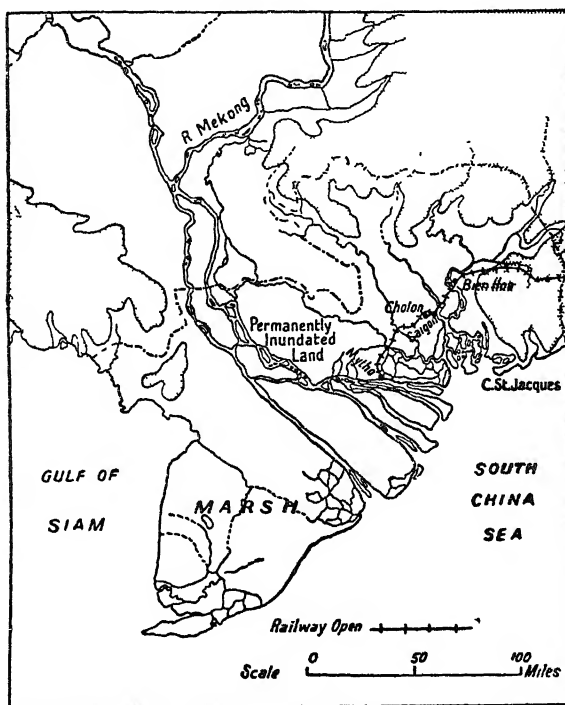 R Mekong
Bien Hoa
Cholon
Saigon
Permanently
Inundated
Land
Mytho
C. St. Jacques
GULF OF
SIAM
MARSH
SOUTH
CHINA
SEA
Railway Open
Scale 0 50 100 Miles